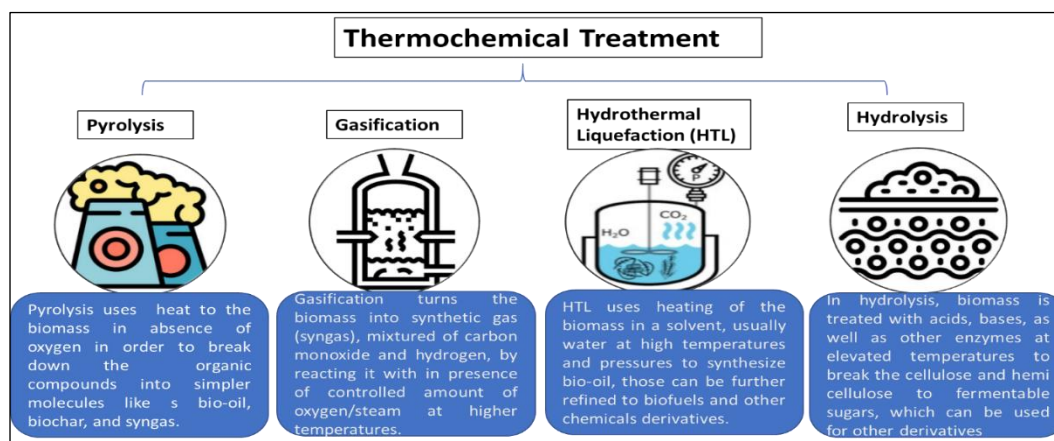 Thermochemical Treatment
Pyrolysis
Gasification
Hydrothermal
Liquefaction (HTL)
Hydrolysis
P
CO₂
H₂O
Pyrolysis uses heat to the
biomass in absence of
oxygen in order to break
down the organic
compounds into simpler
molecules like s bio-oil,
biochar, and syngas.
Gasification turns the
biomass into synthetic gas
(syngas), mixtured of carbon
monoxide and hydrogen, by
reacting it with in presence
of controlled amount of
oxygen/steam at higher
temperatures.
HTL uses heating of the
biomass in a solvent, usually
water at high temperatures
and pressures to synthesize
bio-oil, those can be further
refined to biofuels and other
chemicals derivatives.
In hydrolysis, biomass is
treated with acids, bases, as
well as other enzymes at
elevated temperatures to
break the cellulose and hemi
cellulose to fermentable
sugars, which can be used
for other derivatives